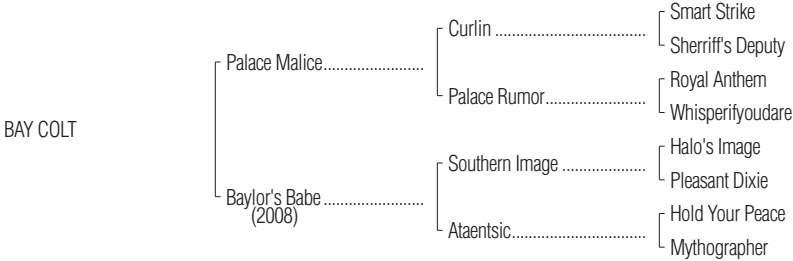 Smart Strike
Curlin ..................................
Sherriff's Deputy
Palace Malice.......................
Royal Anthem
Palace Rumor.......................
Whisperifyoudare
BAY COLT
Halo's Image
Southern Image ...................
Pleasant Dixie
Baylor's Babe .......................
(2008)
Hold Your Peace
Ataentsic...............................
Mythographer